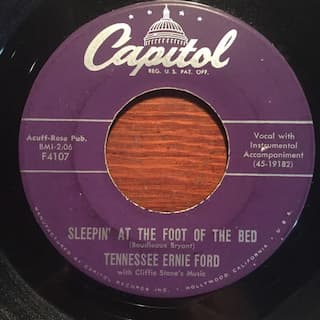 Capitol
REG. U.S. PAT. OFF.
Acuff-Rose Pub.
BMI-2:06
F4107
Vocal with
Instrumental
Accompaniment
(45-19182)
SLEEPIN' AT THE FOOT OF THE BED
(Boudleaux Bryant)
TENNESSEE ERNIE FORD
with Cliffie Stone's Music
MANUFACTURED BY CAPITOL RECORDS INC. • HOLLYWOOD, CALIF. U.S.A.